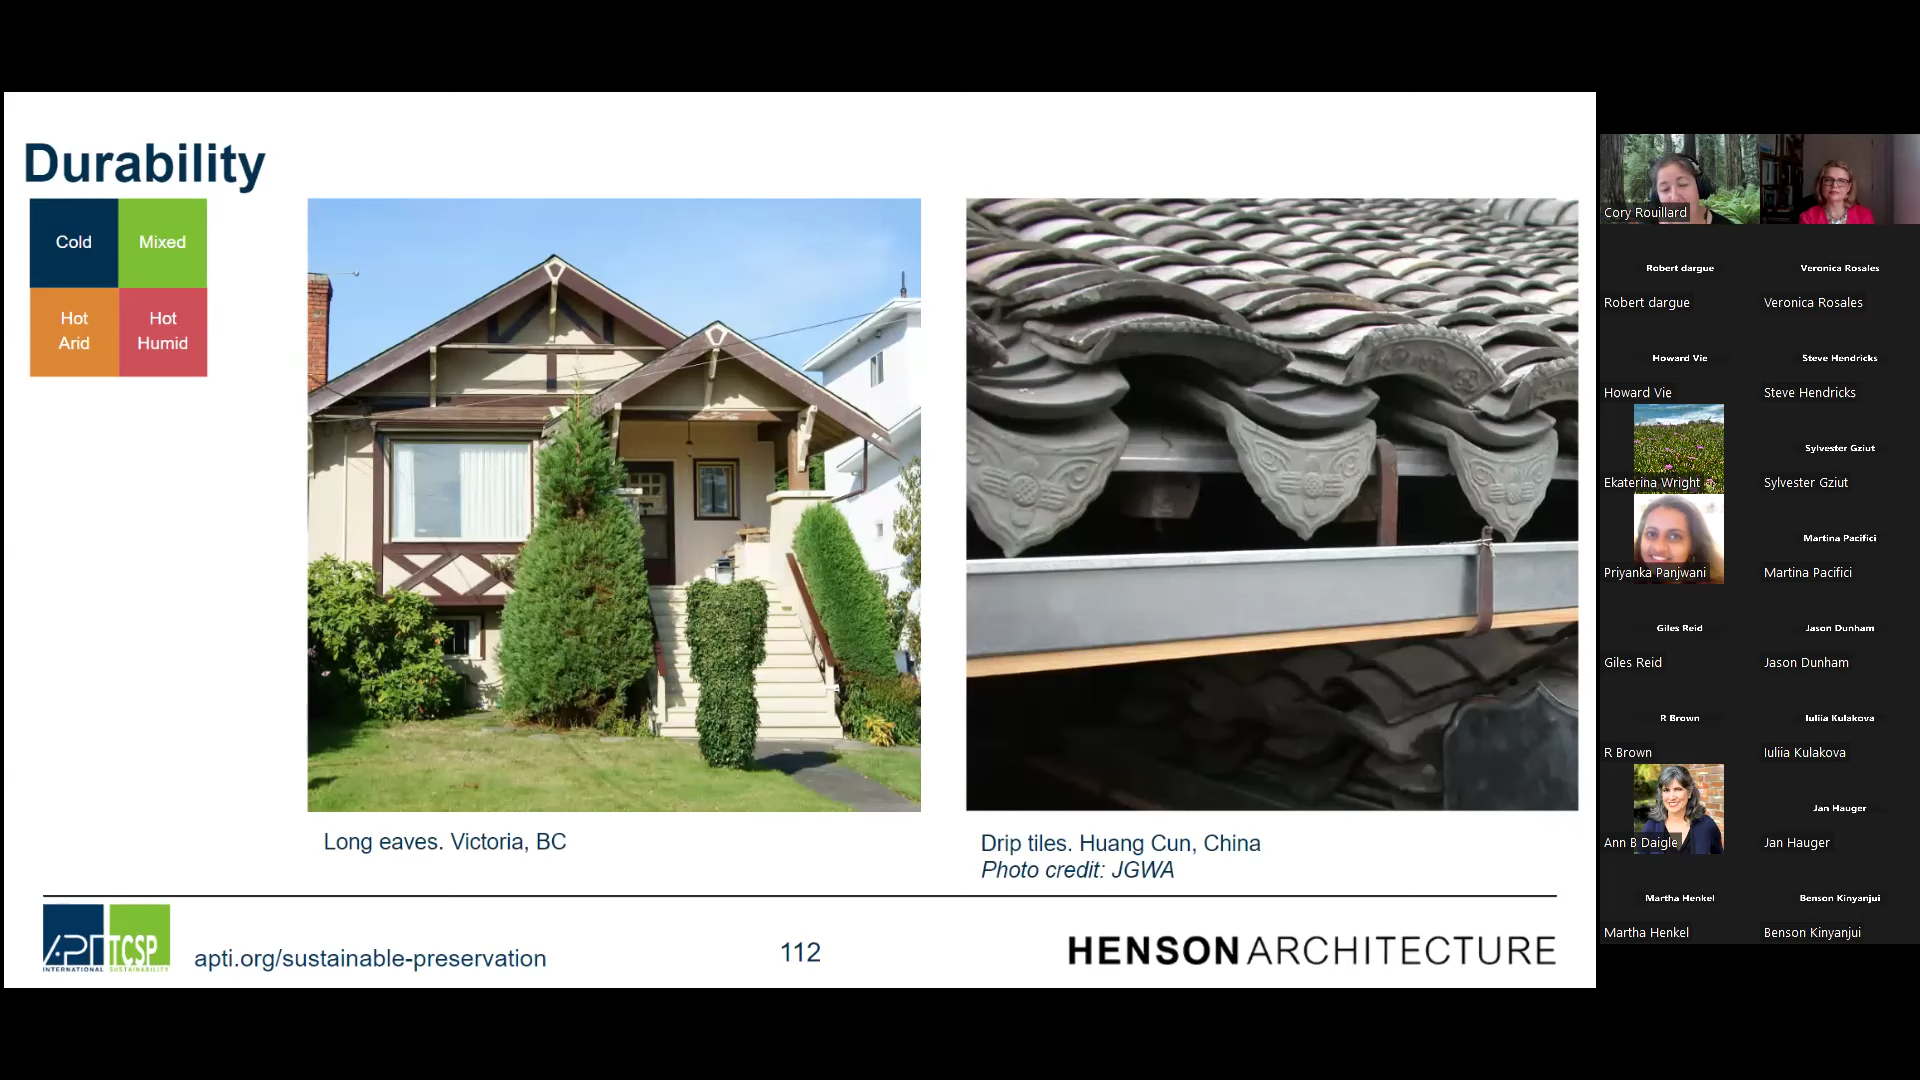 Durability
Cold
Mixed
Hot
Arid
Hot
Humid
Long eaves. Victoria, BC
Drip tiles. Huang Cun, China
Photo credit: JGWA
APTI
INTERNATIONAL
TCSP
SUSTAINABILITY
apti.org/sustainable-preservation
112
HENSON ARCHITECTURE
Cory Rouillard
Robert dargue
Robert dargue
Veronica Rosales
Veronica Rosales
Howard Vie
Howard Vie
Steve Hendricks
Steve Hendricks
Ekaterina Wright
Sylvester Gziut
Sylvester Gziut
Priyanka Panjwani
Martina Pacifici
Martina Pacifici
Giles Reid
Giles Reid
Jason Dunham
Jason Dunham
R Brown
R Brown
Iuliia Kulakova
Iuliia Kulakova
Ann B Daigle
Jan Hauger
Jan Hauger
Martha Henkel
Martha Henkel
Benson Kinyanjui
Benson Kinyanjui